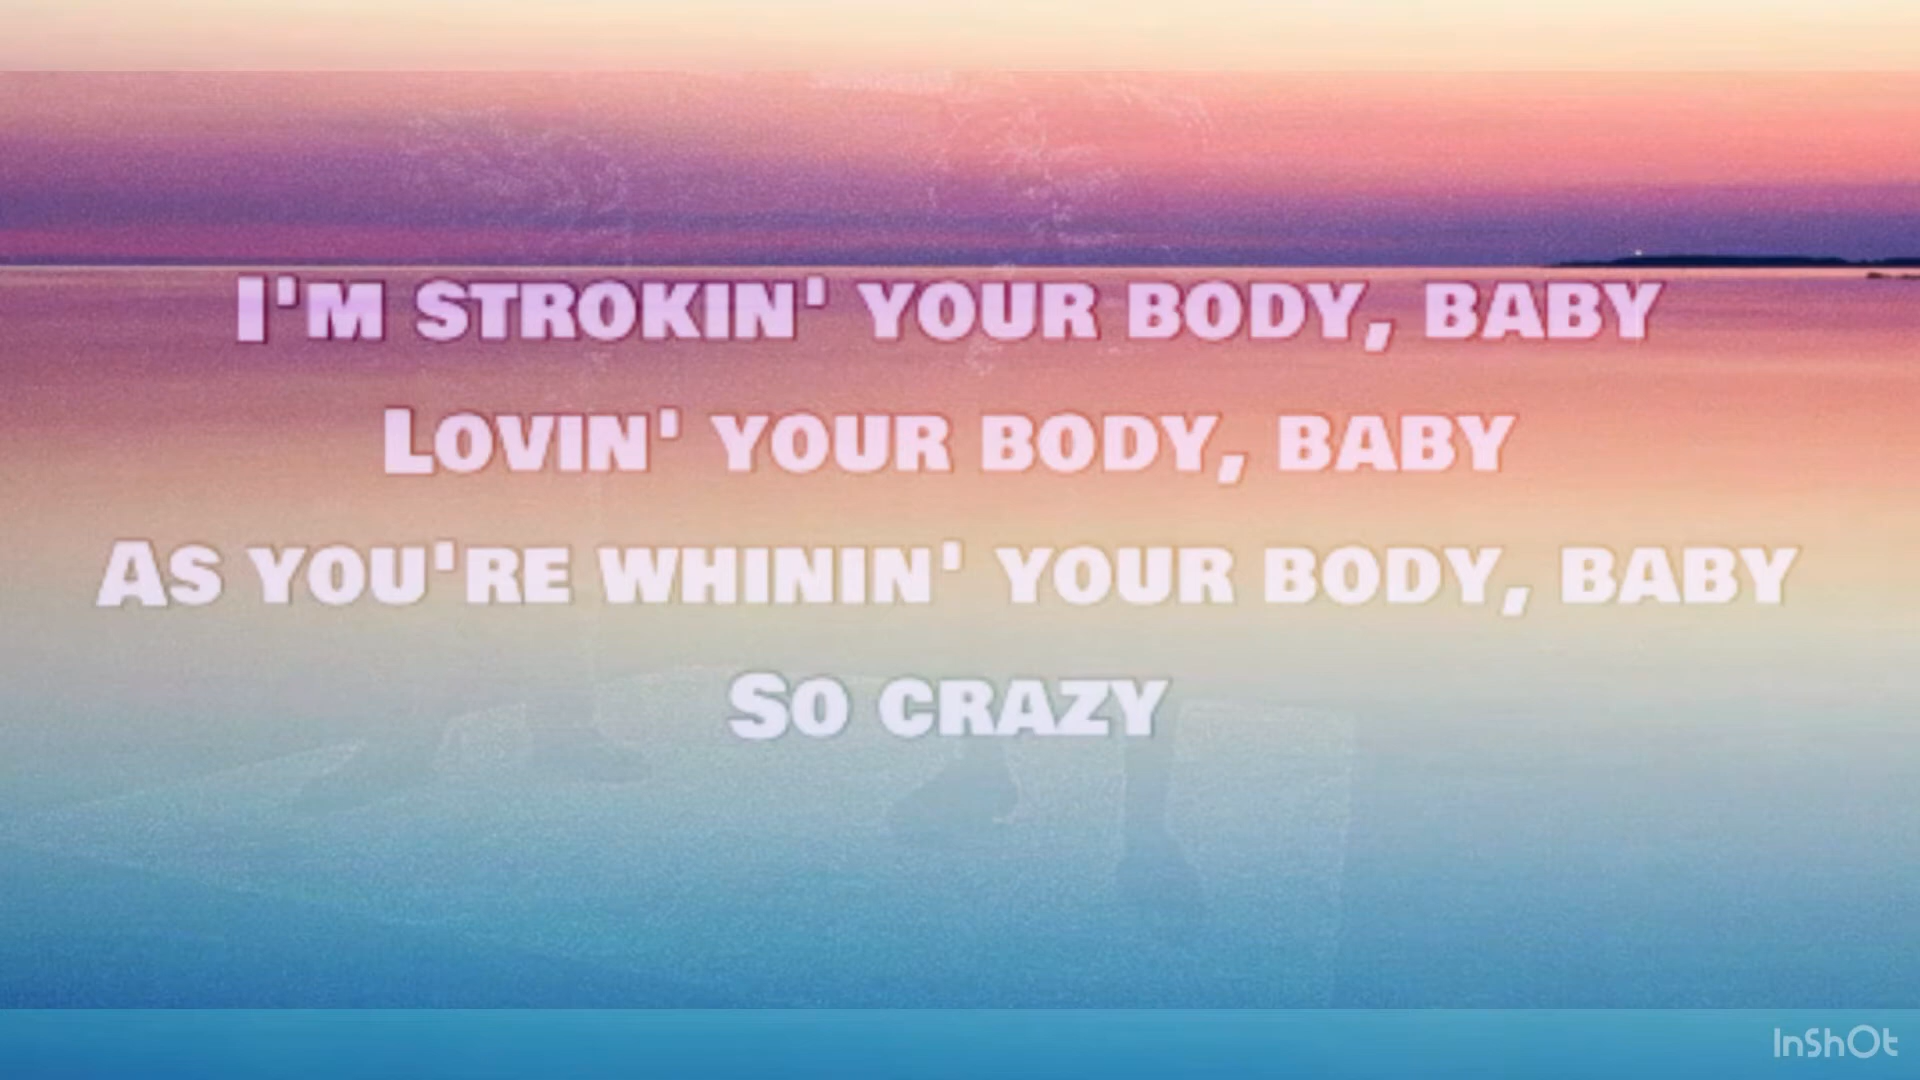 I'm strokin' your body, baby
Lovin' your body, baby
As you're whinin' your body, baby
So crazy
InShOt